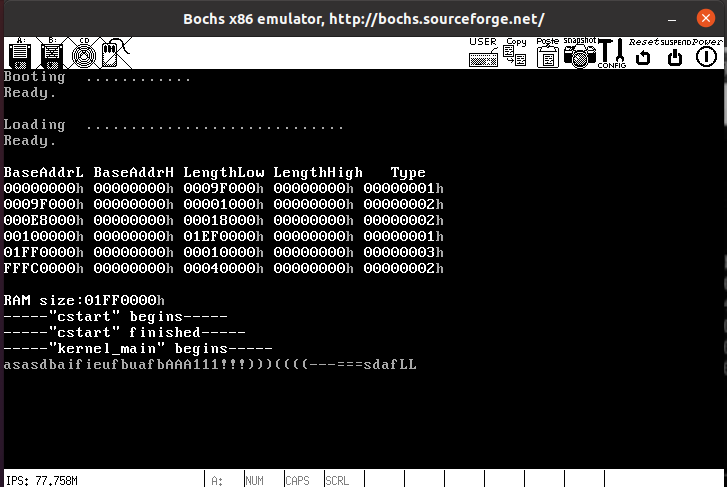 Bochs x86 emulator, http://bochs.sourceforge.net/
A: B: CD USER Copy Paste Snapshot CONFIG Reset SUSPEND Power
Booting ............
Ready.
Loading .............................
Ready.
BaseAddrL BaseAddrH LengthLow LengthHigh Type
00000000h 00000000h 0009F000h 00000000h 00000001h
0009F000h 00000000h 00001000h 00000000h 00000002h
000E8000h 00000000h 00018000h 00000000h 00000002h
00100000h 00000000h 01EF0000h 00000000h 00000001h
01FF0000h 00000000h 00010000h 00000000h 00000003h
FFFC0000h 00000000h 00040000h 00000000h 00000002h
RAM size:01FF0000h
-----"cstart" begins-----
-----"cstart" finished-----
-----"kernel_main" begins-----
asasdbaifieufbuafbAAA111!!!)))((((---===sdafLL
IPS: 77.758M A: NUM CAPS SCRL